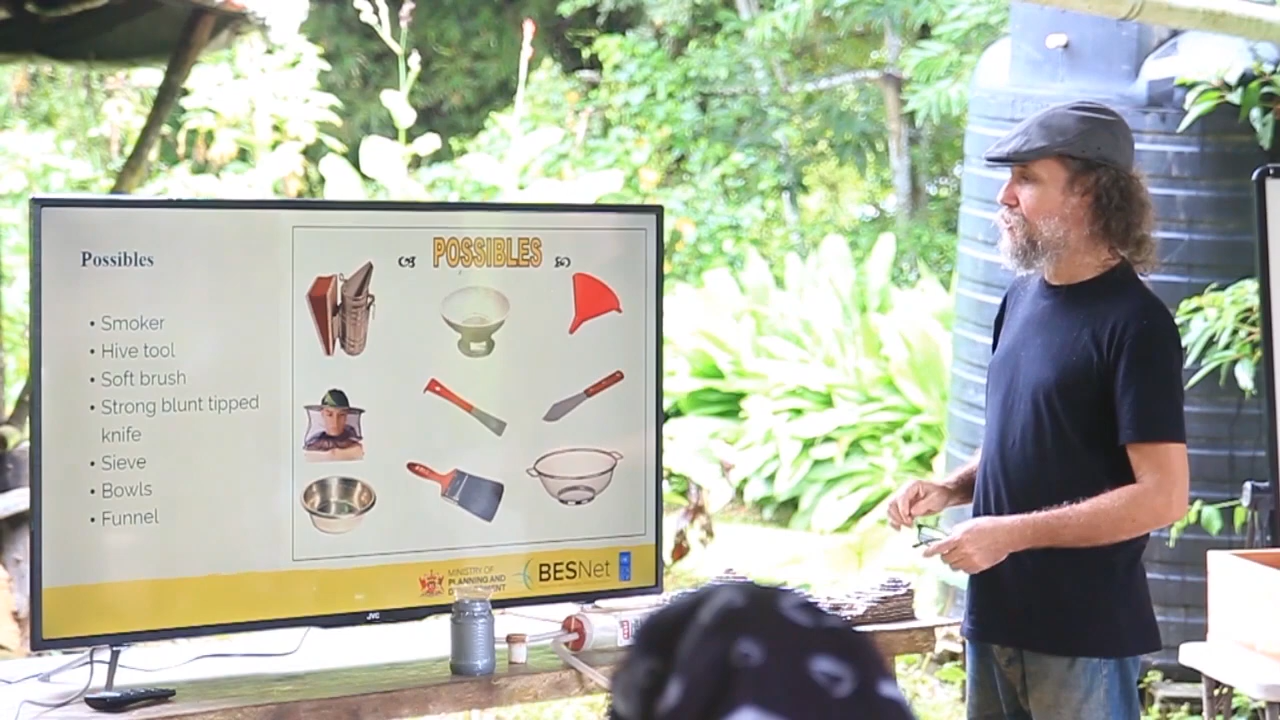 Possibles
• Smoker
• Hive tool
• Soft brush
• Strong blunt tipped
knife
• Sieve
• Bowls
• Funnel
POSSIBLES
MINISTRY OF
PLANNING AND
BESNet
JVC